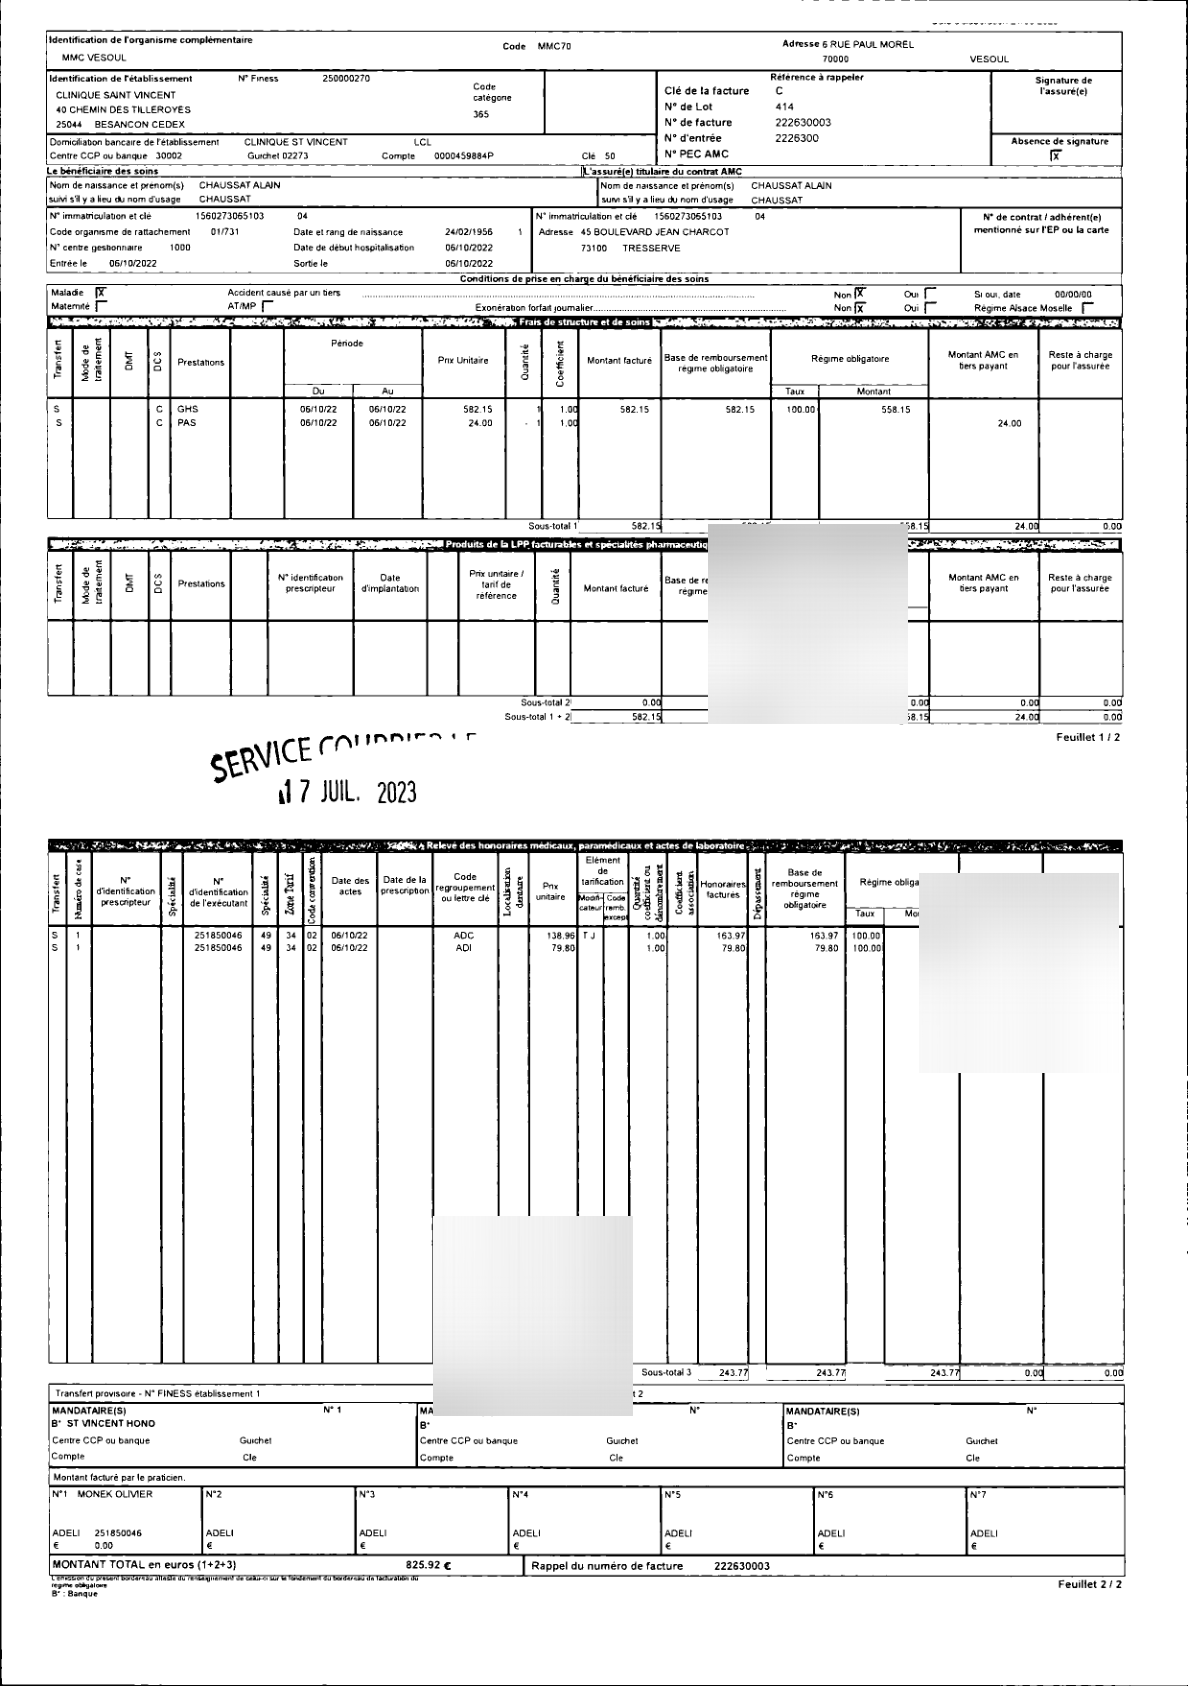 Identification de l'organisme complémentaire
MMC VESOUL
Code MMC70
Adresse 6 RUE PAUL MOREL
70000 VESOUL
Identification de l'établissement N° Finess 250000270
CLINIQUE SAINT VINCENT
40 CHEMIN DES TILLEROYES
25044 BESANCON CEDEX
Code catégorie
365
Référence à rappeler
Clé de la facture C
N° de Lot 414
N° de facture 222630003
N° d'entrée 2226300
N° PEC AMC
Signature de l'assuré(e)
Absence de signature
X
Domiciliation bancaire de l'établissement CLINIQUE ST VINCENT LCL
Centre CCP ou banque 30002 Guichet 02273 Compte 0000459884P Clé 50
Le bénéficiaire des soins
L'assuré(e) titulaire du contrat AMC
Nom de naissance et prenom(s) CHAUSSAT ALAIN
suivi s'il y a lieu du nom d'usage CHAUSSAT
Nom de naissance et prénom(s) CHAUSSAT ALAIN
suivi s'il y a lieu du nom d'usage CHAUSSAT
N° immatriculation et clé 1560273065103 04
Code organisme de rattachement 01/731 Date et rang de naissance 24/02/1956 1
N° centre gestionnaire 1000 Date de début hospitalisation 06/10/2022
Entrée le 06/10/2022 Sortie le 06/10/2022
N° immatriculation et clé 1560273065103 04
Adresse 45 BOULEVARD JEAN CHARCOT
73100 TRESSERVE
N° de contrat / adhérent(e)
mentionné sur l'EP ou la carte
Conditions de prise en charge du bénéficiaire des soins
Maladie X Accident causé par un tiers Non X Oui Si oui, date 00/00/00
Maternité AT/MP Exonération forfait journalier Non X Oui Régime Alsace Moselle
Frais de structure et de soins
Transfert Mode de traitement DMT DCS Prestations Période Du Au Prix Unitaire Quantité Coefficient Montant facturé Base de remboursement régime obligatoire Régime obligatoire Taux Montant Montant AMC en tiers payant Reste à charge pour l'assurée
S C GHS 06/10/22 06/10/22 582.15 1 1.00 582.15 582.15 100.00 558.15
S C PAS 06/10/22 06/10/22 24.00 - 1 1.00 24.00
Sous-total 1 582.15 58.15 24.00 0.00
Produits de la LPP facturables et spécialités pharmaceutiq
Transfert Mode de traitement DMT DCS Prestations N° identification prescripteur Date d'implantation Prix unitaire / tarif de référence Quantité Montant facturé Base de re régime Montant AMC en tiers payant Reste à charge pour l'assurée
Sous-total 2 0.00 0.00 0.00 0.00
Sous-total 1 + 2 582.15 58.15 24.00 0.00
Feuillet 1 / 2
SERVICE COURRIER LE
17 JUIL. 2023
Relevé des honoraires médicaux, paramédicaux et actes de laboratoire
Transfert Numéro de case N° d'identification prescripteur Spécialité N° d'identification de l'exécutant Spécialité Zone Tarif Code convention Date des actes Date de la prescription Code regroupement ou lettre clé Localisation dentaire Prix unitaire Elément de tarification Modificateur Code remb. except Quantité coefficient ou dénombrement Coefficient association Honoraires facturés Dépassement Base de remboursement régime obligatoire Régime obliga Taux Mo
S 1 251850046 49 34 02 06/10/22 ADC 138.96 T J 1.00 163.97 163.97 100.00
S 1 251850046 49 34 02 06/10/22 ADI 79.80 1.00 79.80 79.80 100.00
Sous-total 3 243.77 243.77 243.77 0.00 0.00
Transfert provisoire - N° FINESS établissement 1 t 2
MANDATAIRE(S) N° 1
B* ST VINCENT HONO
Centre CCP ou banque Guichet
Compte Cle
MA N°
B*
Centre CCP ou banque Guichet
Compte Cle
MANDATAIRE(S) N°
B*
Centre CCP ou banque Guichet
Compte Cle
Montant facturé par le praticien.
N°1 MONEK OLIVIER N°2 N°3 N°4 N°5 N°6 N°7
ADELI 251850046 ADELI ADELI ADELI ADELI ADELI ADELI
€ 0.00 € € € € € €
MONTANT TOTAL en euros (1+2+3) 825.92 € Rappel du numéro de facture 222630003
L'émission du présent bordereau atteste du renseignement de celui-ci sur le fondement du bordereau de facturation du
régime obligatoire
B* : Banque
Feuillet 2 / 2